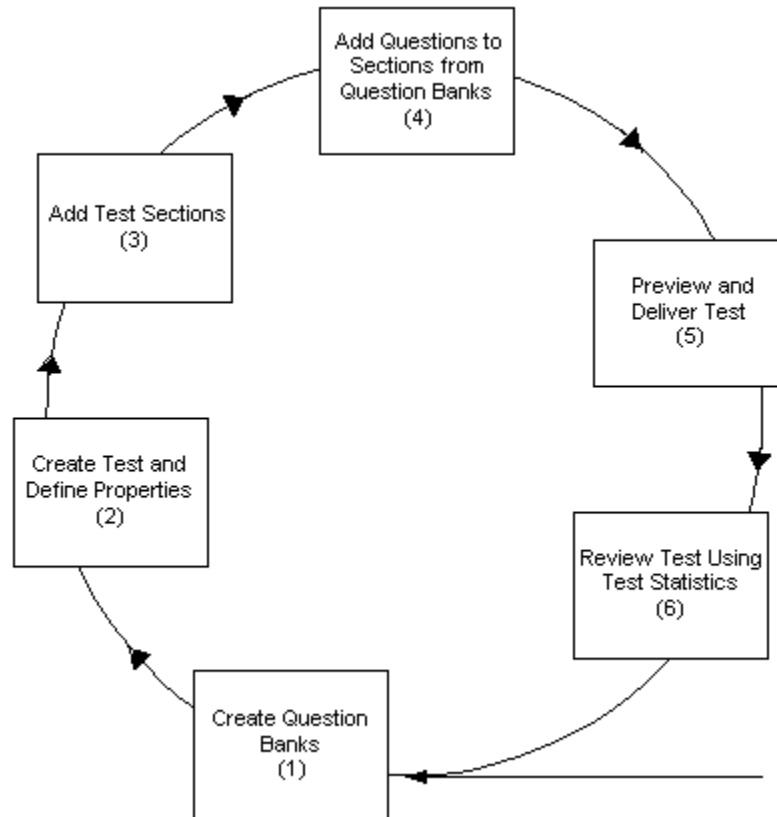 Add Questions to
Sections from
Question Banks
(4)
Add Test Sections
(3)
Preview and
Deliver Test
(5)
Create Test and
Define Properties
(2)
Review Test Using
Test Statistics
(6)
Create Question
Banks
(1)